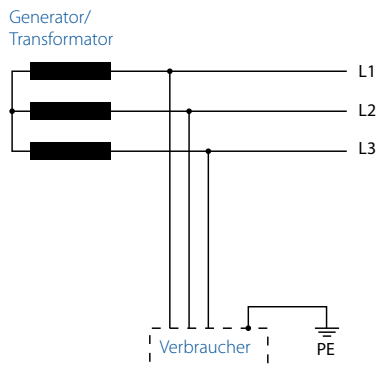 Generator/
Transformator
L1
L2
L3
Verbraucher
PE